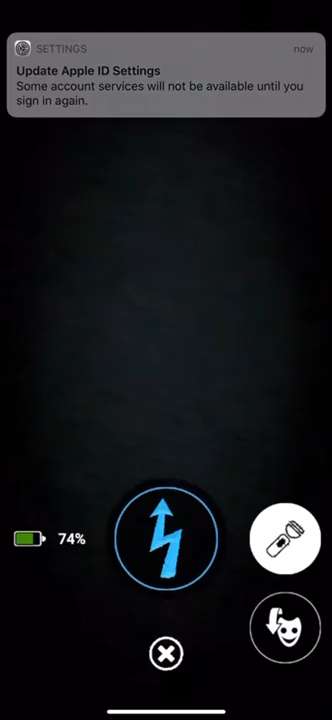 SETTINGS
now
Update Apple ID Settings
Some account services will not be available until you
sign in again.
74%